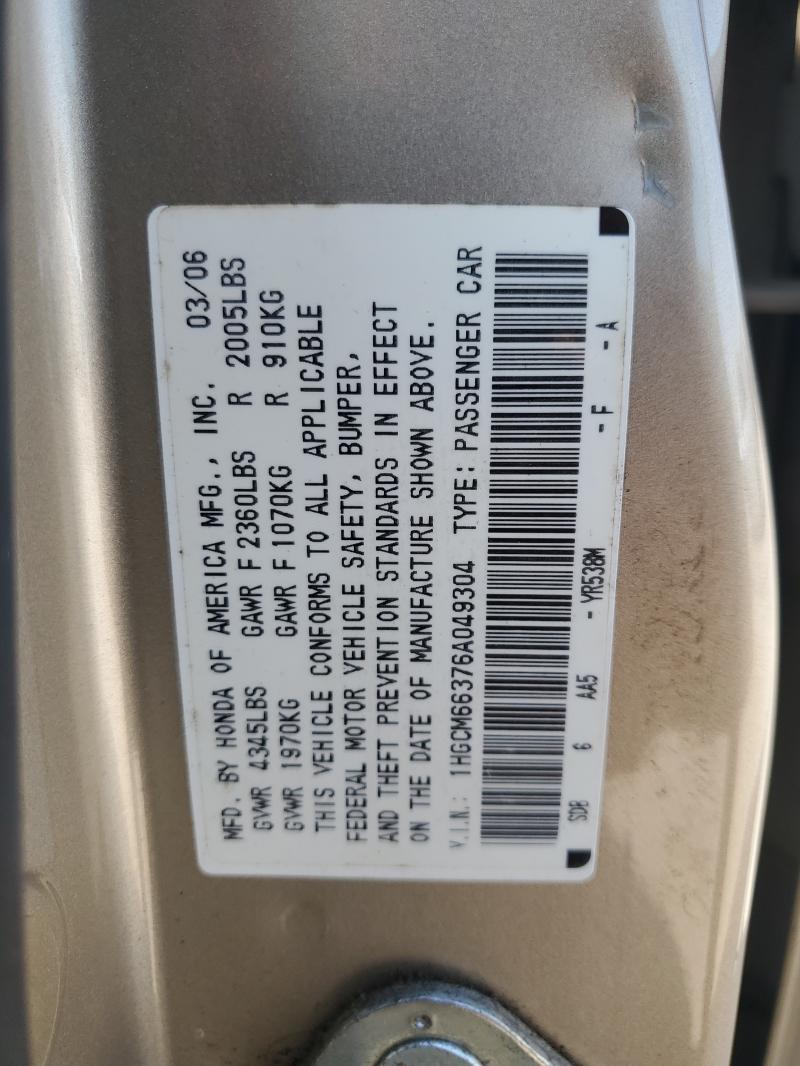 MFD. BY HONDA OF AMERICA MFG., INC. 03/06
GVWR 4345LBS GAWR F 2360LBS R 2005LBS
GVWR 1970KG GAWR F 1070KG R 910KG
THIS VEHICLE CONFORMS TO ALL APPLICABLE
FEDERAL MOTOR VEHICLE SAFETY, BUMPER,
AND THEFT PREVENTION STANDARDS IN EFFECT
ON THE DATE OF MANUFACTURE SHOWN ABOVE.
V.I.N.: 1HGCM66376A049304 TYPE: PASSENGER CAR
SDB 6 AA5 - YR538M - F - A